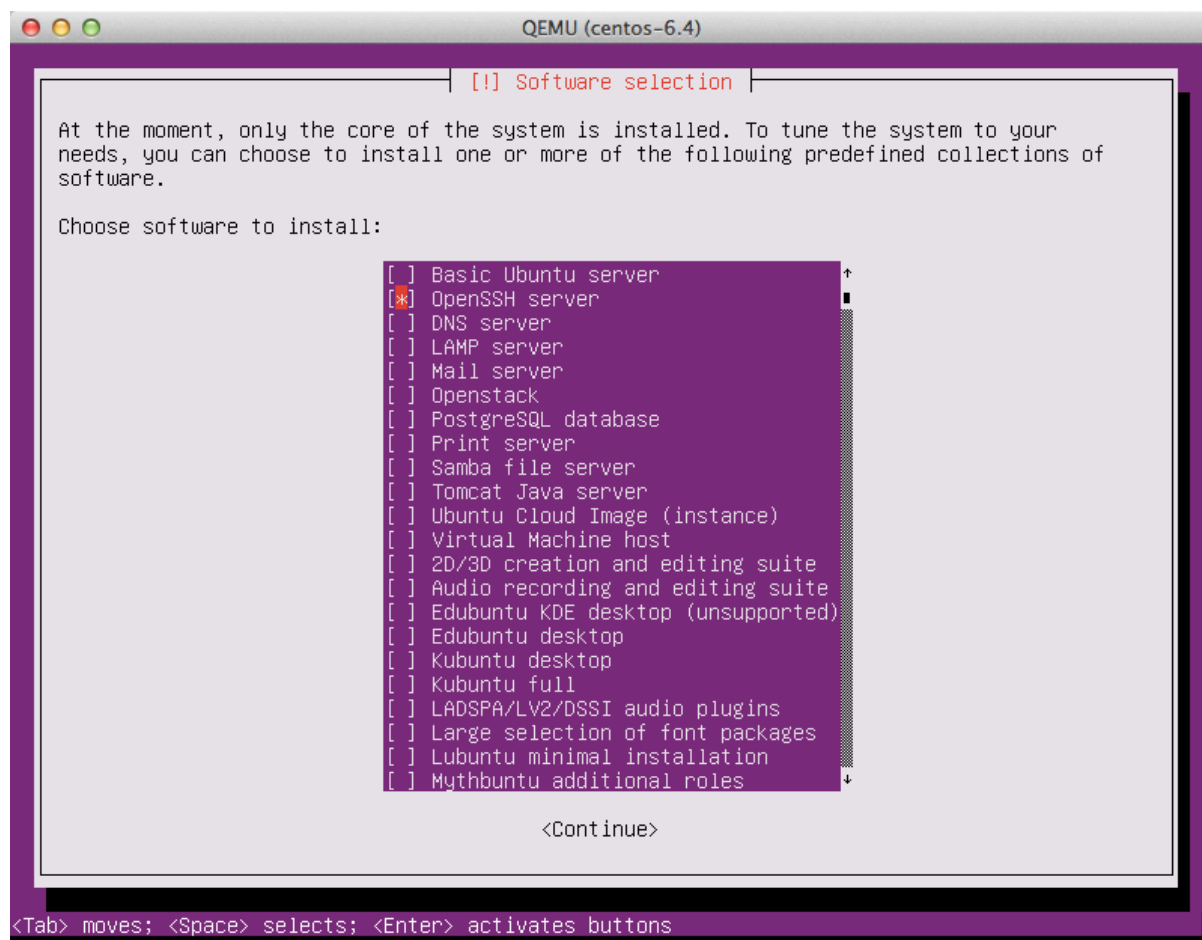 QEMU (centos-6.4)
[!] Software selection
At the moment, only the core of the system is installed. To tune the system to your
needs, you can choose to install one or more of the following predefined collections of
software.
Choose software to install:
[ ] Basic Ubuntu server
[*] OpenSSH server
[ ] DNS server
[ ] LAMP server
[ ] Mail server
[ ] Openstack
[ ] PostgreSQL database
[ ] Print server
[ ] Samba file server
[ ] Tomcat Java server
[ ] Ubuntu Cloud Image (instance)
[ ] Virtual Machine host
[ ] 2D/3D creation and editing suite
[ ] Audio recording and editing suite
[ ] Edubuntu KDE desktop (unsupported)
[ ] Edubuntu desktop
[ ] Kubuntu desktop
[ ] Kubuntu full
[ ] LADSPA/LV2/DSSI audio plugins
[ ] Large selection of font packages
[ ] Lubuntu minimal installation
[ ] Mythbuntu additional roles
<Continue>
<Tab> moves; <Space> selects; <Enter> activates buttons